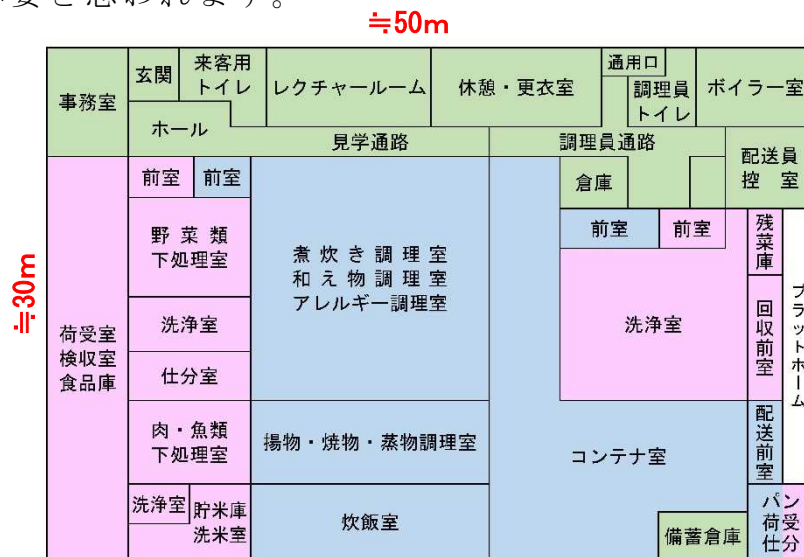 要と思われます。
≒50m
事務室
玄関
来客用
トイレ
レクチャールーム
休憩・更衣室
通用口
調理員
トイレ
ボイラー室
ホール
見学通路
調理員通路
配送員
控　室
前室
前室
倉庫
野菜類
下処理室
煮炊き調理室
和え物調理室
アレルギー調理室
前室
前室
残菜庫
≒30m
荷受室
検収室
食品庫
洗浄室
洗浄室
回収前室
プラットホーム
仕分室
肉・魚類
下処理室
揚物・焼物・蒸物調理室
コンテナ室
配送前室
洗浄室
貯米庫
洗米室
炊飯室
備蓄倉庫
パン
荷受
仕分